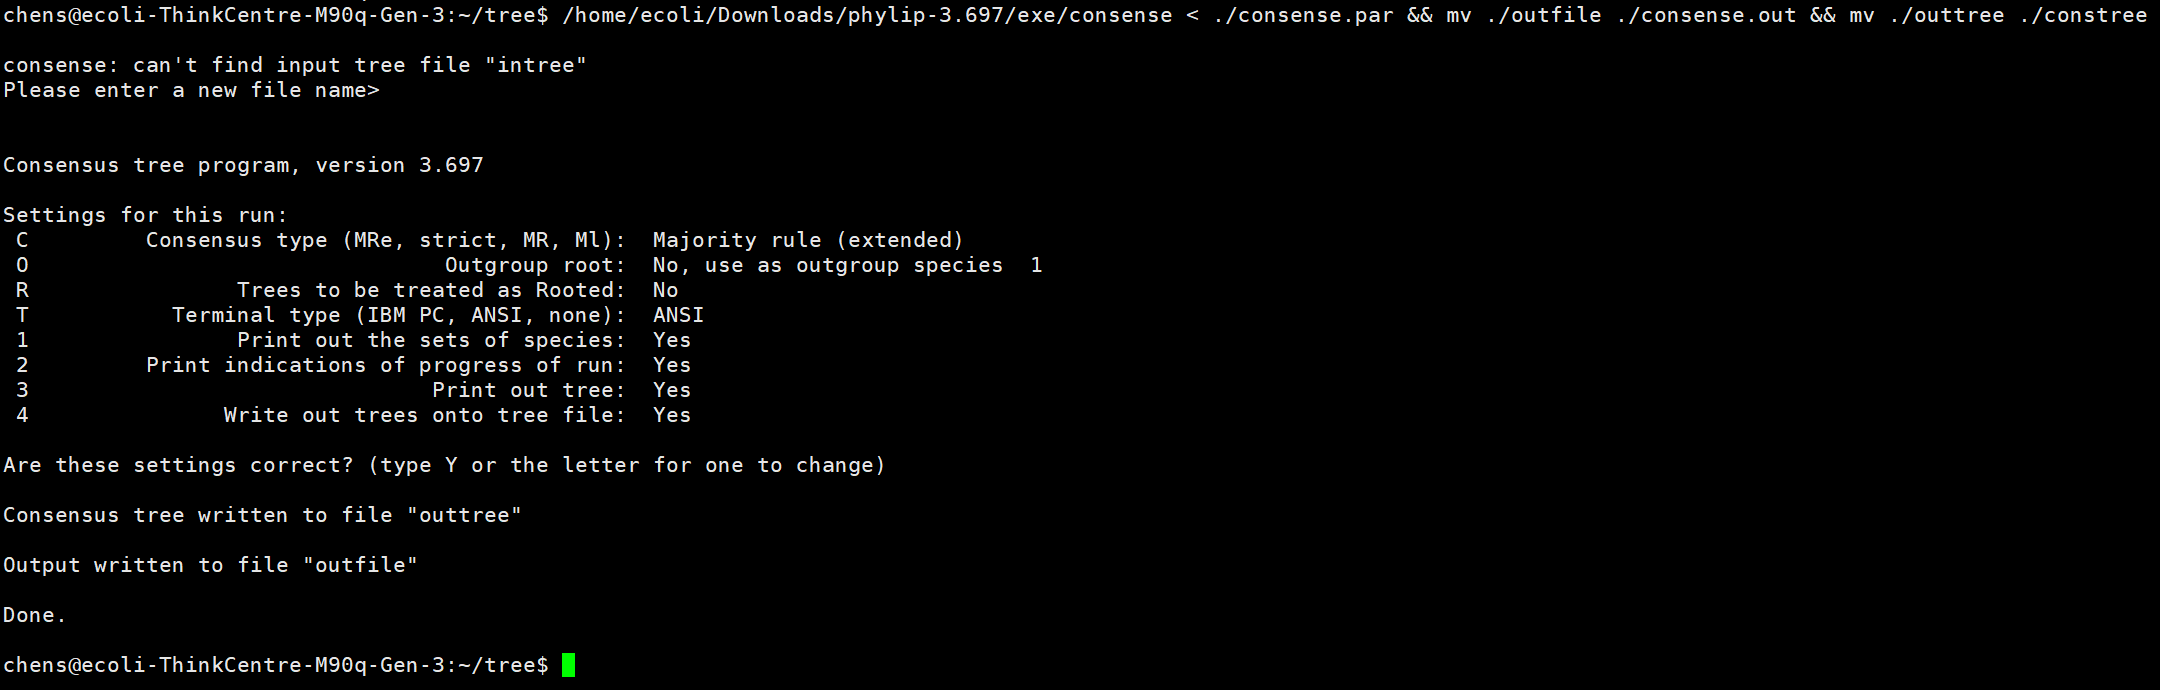 chens@ecoli-ThinkCentre-M90q-Gen-3:~/tree$ /home/ecoli/Downloads/phylip-3.697/exe/consense < ./consense.par && mv ./outfile ./consense.out && mv ./outtree ./constree
consense: can't find input tree file "intree"
Please enter a new file name>
Consensus tree program, version 3.697
Settings for this run:
C         Consensus type (MRe, strict, MR, Ml):  Majority rule (extended)
O                                Outgroup root:  No, use as outgroup species  1
R                Trees to be treated as Rooted:  No
T           Terminal type (IBM PC, ANSI, none):  ANSI
1                Print out the sets of species:  Yes
2         Print indications of progress of run:  Yes
3                               Print out tree:  Yes
4               Write out trees onto tree file:  Yes
Are these settings correct? (type Y or the letter for one to change)
Consensus tree written to file "outtree"
Output written to file "outfile"
Done.
chens@ecoli-ThinkCentre-M90q-Gen-3:~/tree$